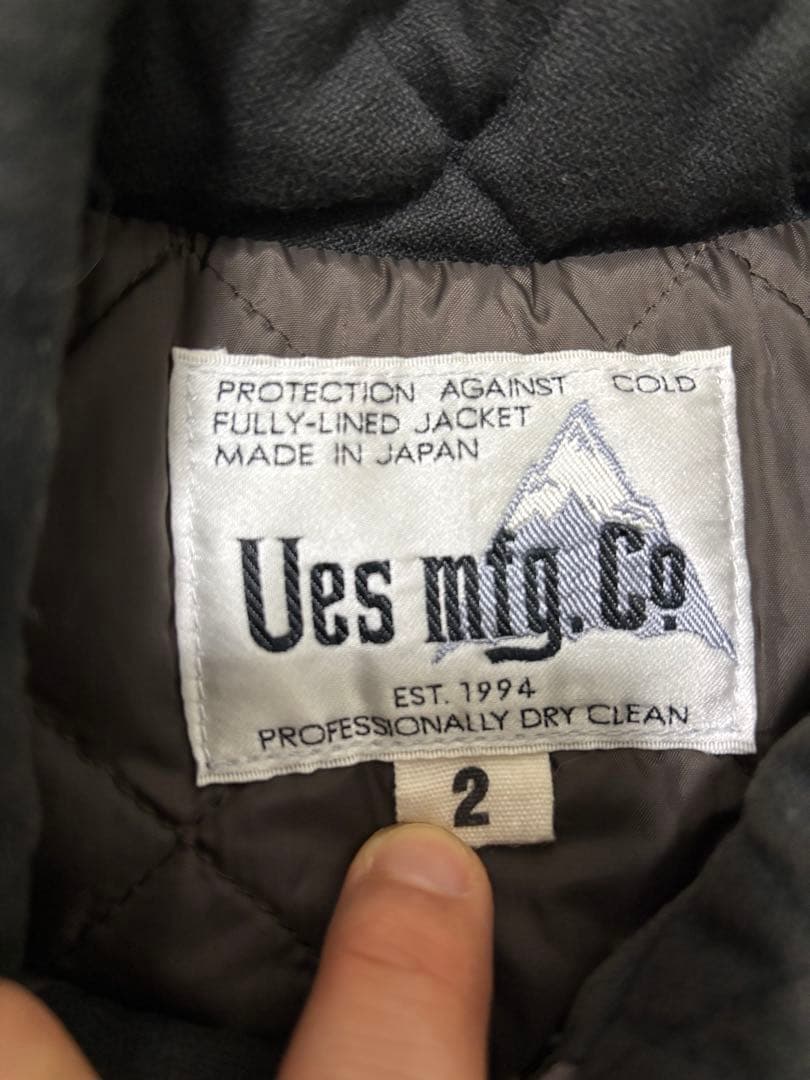 PROTECTION AGAINST COLD
FULLY-LINED JACKET
MADE IN JAPAN
Ues mfg. Co
EST. 1994
PROFESSIONALLY DRY CLEAN
2